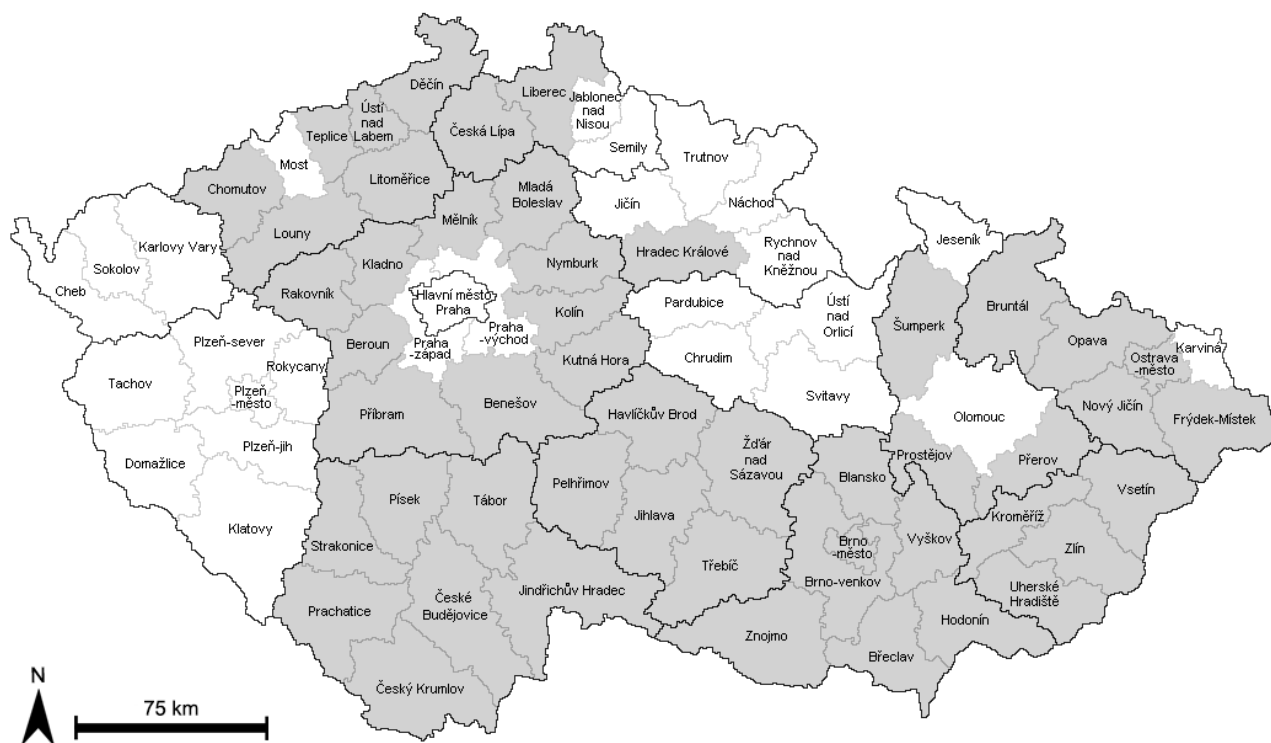 Děčín
Liberec
Jablonec
nad
Nisou
Ústí
nad
Labem
Teplice
Česká Lípa
Semily
Trutnov
Most
Litoměřice
Chomutov
Mladá
Boleslav
Jičín
Náchod
Mělník
Louny
Karlovy Vary
Sokolov
Cheb
Kladno
Nymburk
Hradec Králové
Rychnov
nad
Kněžnou
Jeseník
Rakovník
Hlavní město
Praha
Kolín
Pardubice
Ústí
nad
Orlicí
Šumperk
Bruntál
Opava
Karviná
Ostrava
-město
Plzeň-sever
Rokycany
Beroun
Praha
-západ
Praha
-východ
Kutná Hora
Chrudim
Tachov
Plzeň
-město
Příbram
Benešov
Havlíčkův Brod
Svitavy
Olomouc
Nový Jičín
Frýdek-Místek
Domažlice
Plzeň-jih
Žďár
nad
Sázavou
Prostějov
Přerov
Písek
Tábor
Pelhřimov
Blansko
Vsetín
Klatovy
Jihlava
Kroměříž
Strakonice
Vyškov
Brno
-město
Zlín
Třebíč
Brno-venkov
Uherské
Hradiště
Prachatice
České
Budějovice
Jindřichův Hradec
Hodonín
Znojmo
Břeclav
Český Krumlov
N
75 km